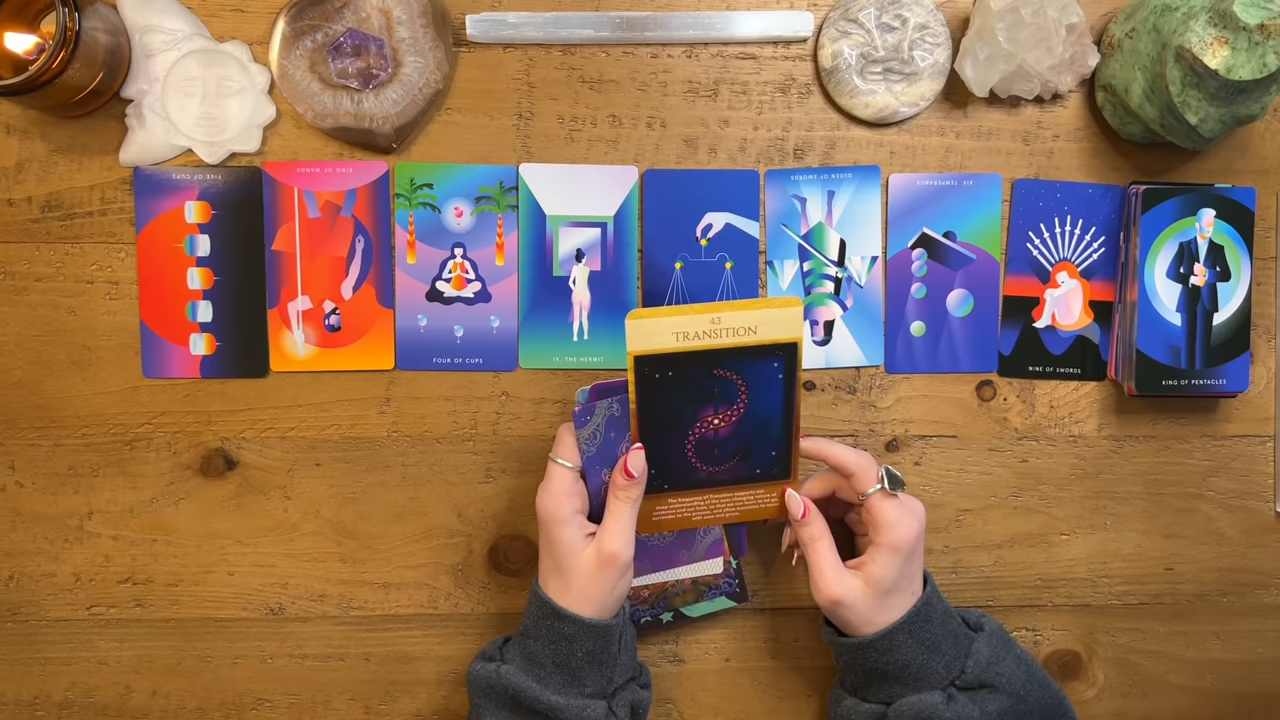 FIVE OF CUPS
KING OF WANDS
FOUR OF CUPS
IX. THE HERMIT
QUEEN OF SWORDS
XIV. TEMPERANCE
NINE OF SWORDS
KING OF PENTACLES
43
TRANSITION
The frequency of Transition supports our
deep understanding of the ever-changing nature of
existence and our lives, so that we can learn to let go,
surrender to the process, and allow transition to occur
with ease and grace.